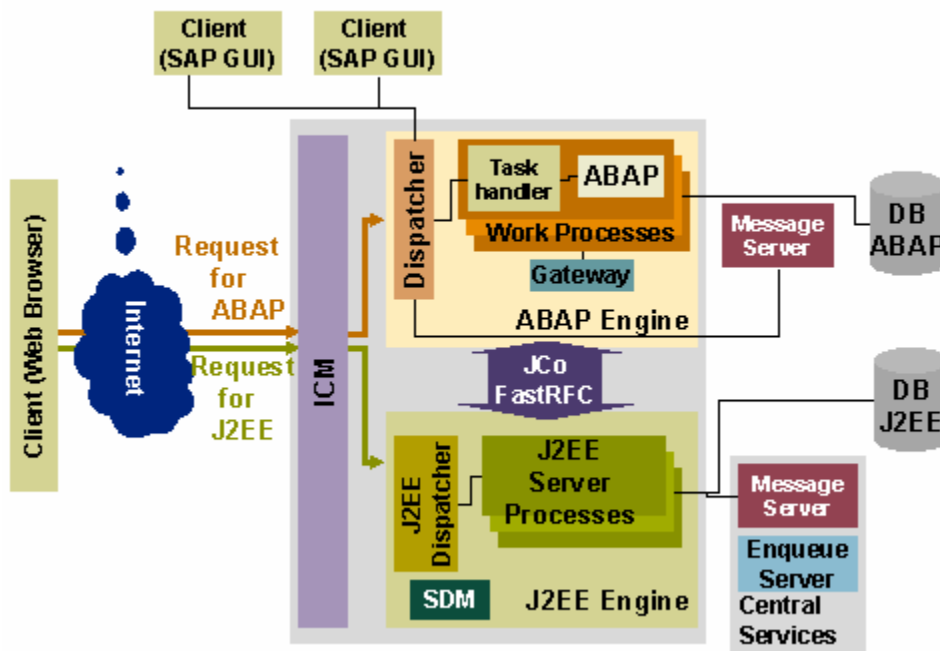 Client
(SAP GUI)
Client
(SAP GUI)
Client (Web Browser)
Internet
Request
for
ABAP
Request
for
J2EE
ICM
Dispatcher
Task
handler
ABAP
Work Processes
Gateway
ABAP Engine
Message
Server
DB
ABAP
JCo
FastRFC
J2EE
Dispatcher
J2EE
Server
Processes
SDM
J2EE Engine
DB
J2EE
Message
Server
Enqueue
Server
Central
Services